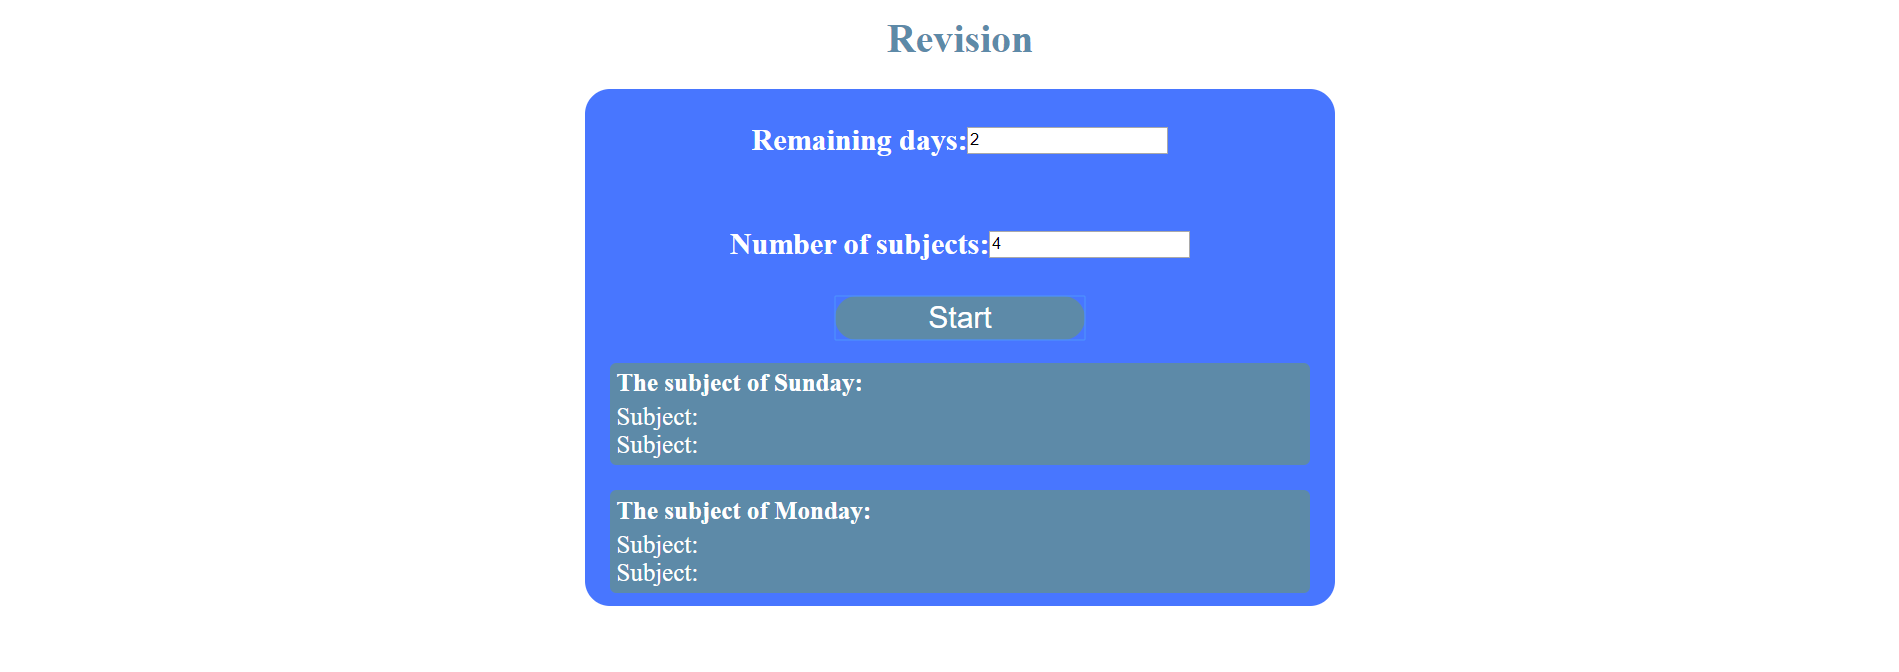 Revision
Remaining days:2
Number of subjects:4
Start
The subject of Sunday:
Subject:
Subject:
The subject of Monday:
Subject:
Subject: